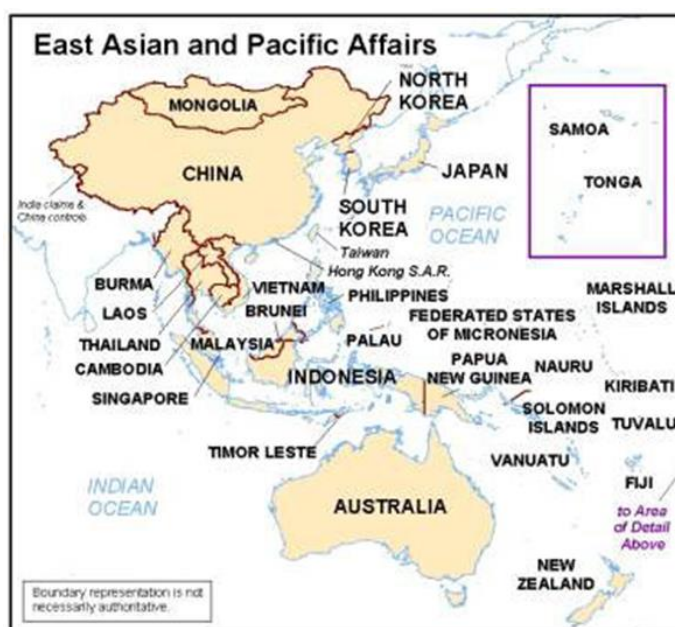 East Asian and Pacific Affairs
NORTH
KOREA
MONGOLIA
SAMOA
CHINA
JAPAN
TONGA
India claims &
China controls
SOUTH
KOREA
PACIFIC
OCEAN
Taiwan
Hong Kong S.A.R.
BURMA
VIETNAM
PHILIPPINES
MARSHALL
ISLANDS
LAOS
BRUNEI
FEDERATED STATES
OF MICRONESIA
THAILAND
MALAYSIA
PALAU
CAMBODIA
PAPUA
NEW GUINEA
NAURU
INDONESIA
KIRIBATI
SINGAPORE
SOLOMON
ISLANDS
TUVALU
TIMOR LESTE
VANUATU
INDIAN
OCEAN
FIJI
AUSTRALIA
to Area
of Detail
Above
NEW
ZEALAND
Boundary representation is not
necessarily authoritative.